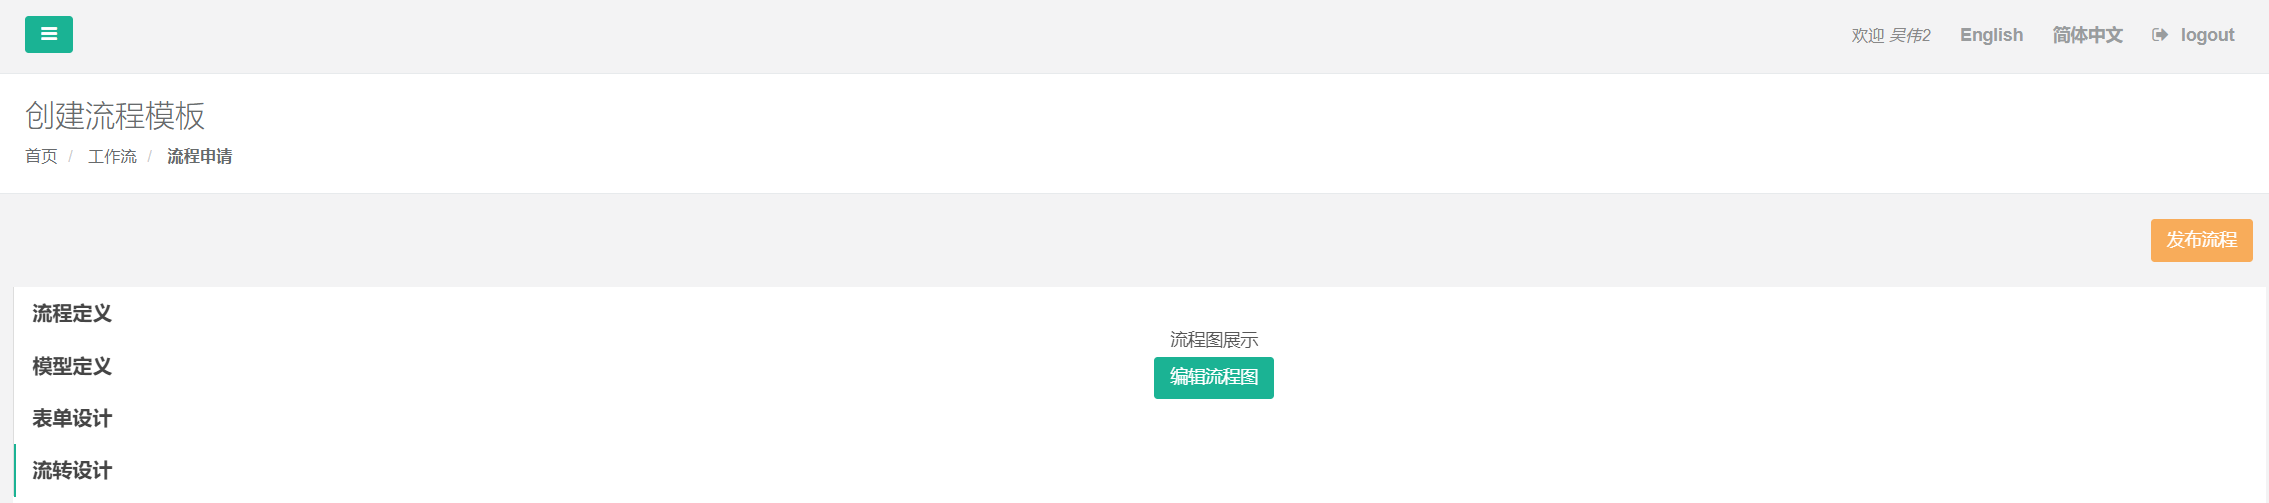 欢迎 吴伟2 English 简体中文 logout
创建流程模板
首页 / 工作流 / 流程申请
发布流程
流程定义
模型定义
表单设计
流转设计
流程图展示
编辑流程图